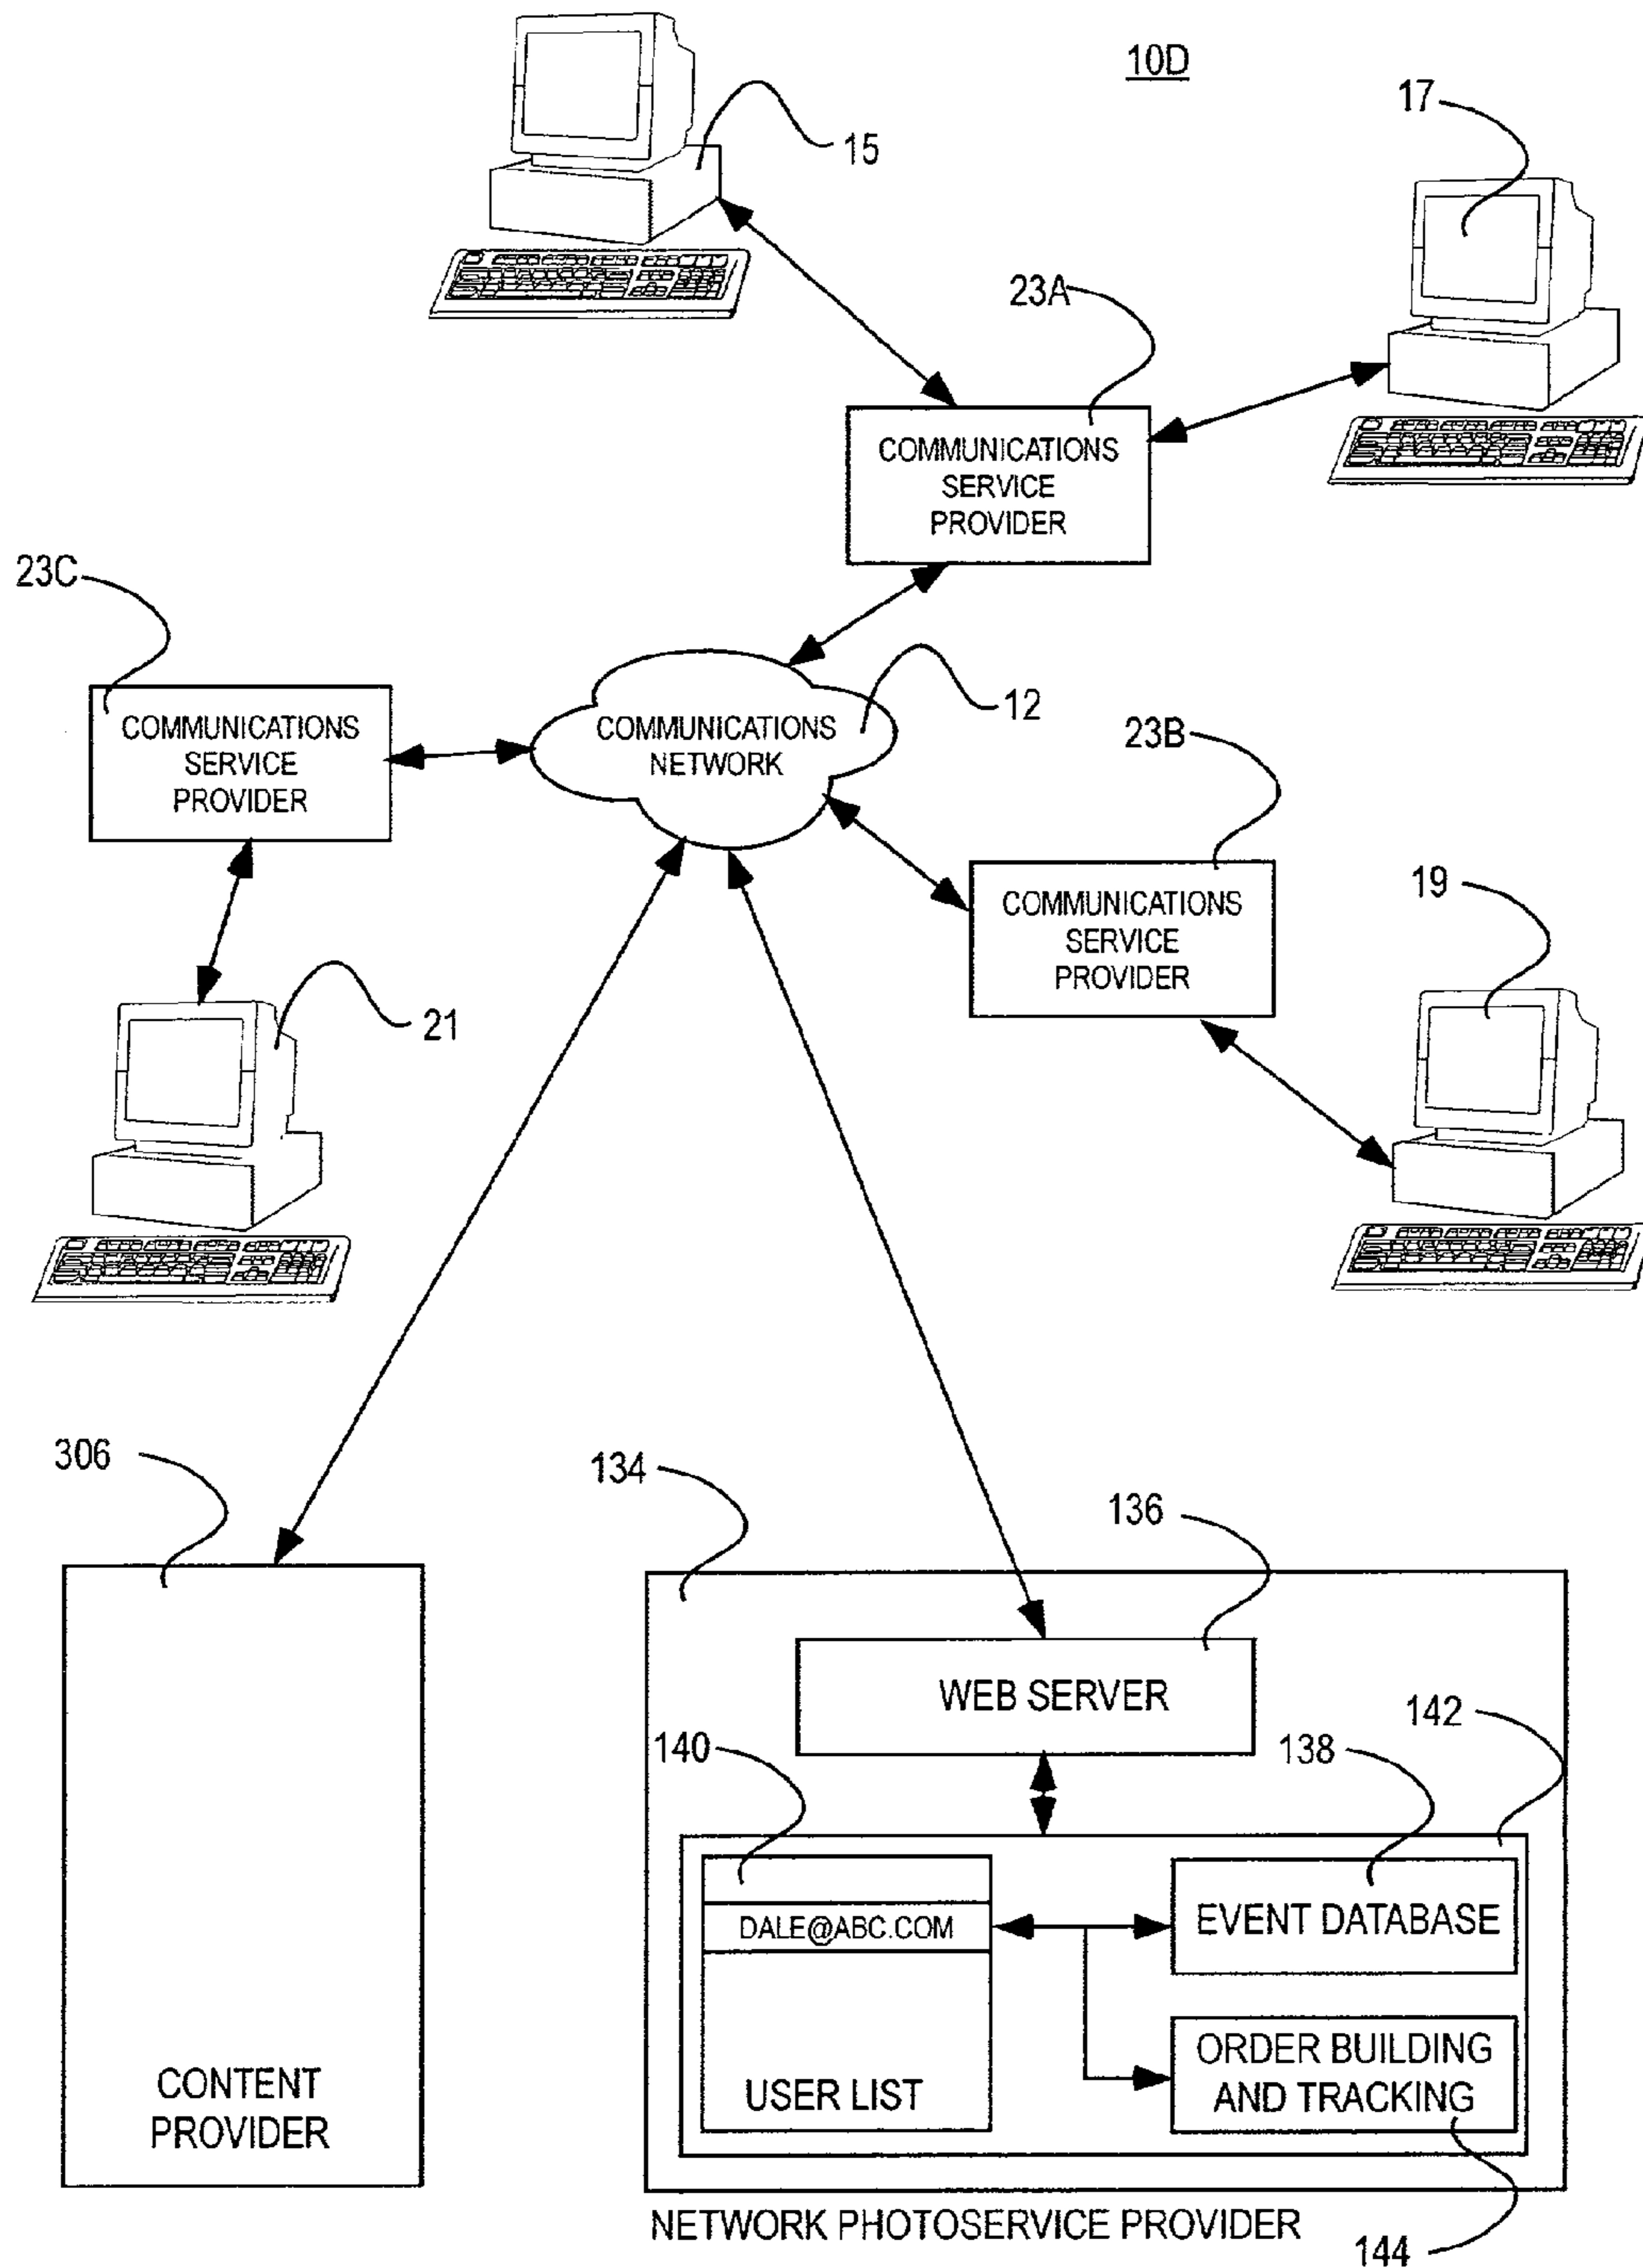 10D
15
17
23A
COMMUNICATIONS
SERVICE
PROVIDER
23C
COMMUNICATIONS
SERVICE
PROVIDER
COMMUNICATIONS
NETWORK
12
23B
COMMUNICATIONS
SERVICE
PROVIDER
19
21
306
134
136
WEB SERVER
142
140
138
DALE@ABC.COM
EVENT DATABASE
USER LIST
ORDER BUILDING
AND TRACKING
CONTENT
PROVIDER
NETWORK PHOTOSERVICE PROVIDER
144